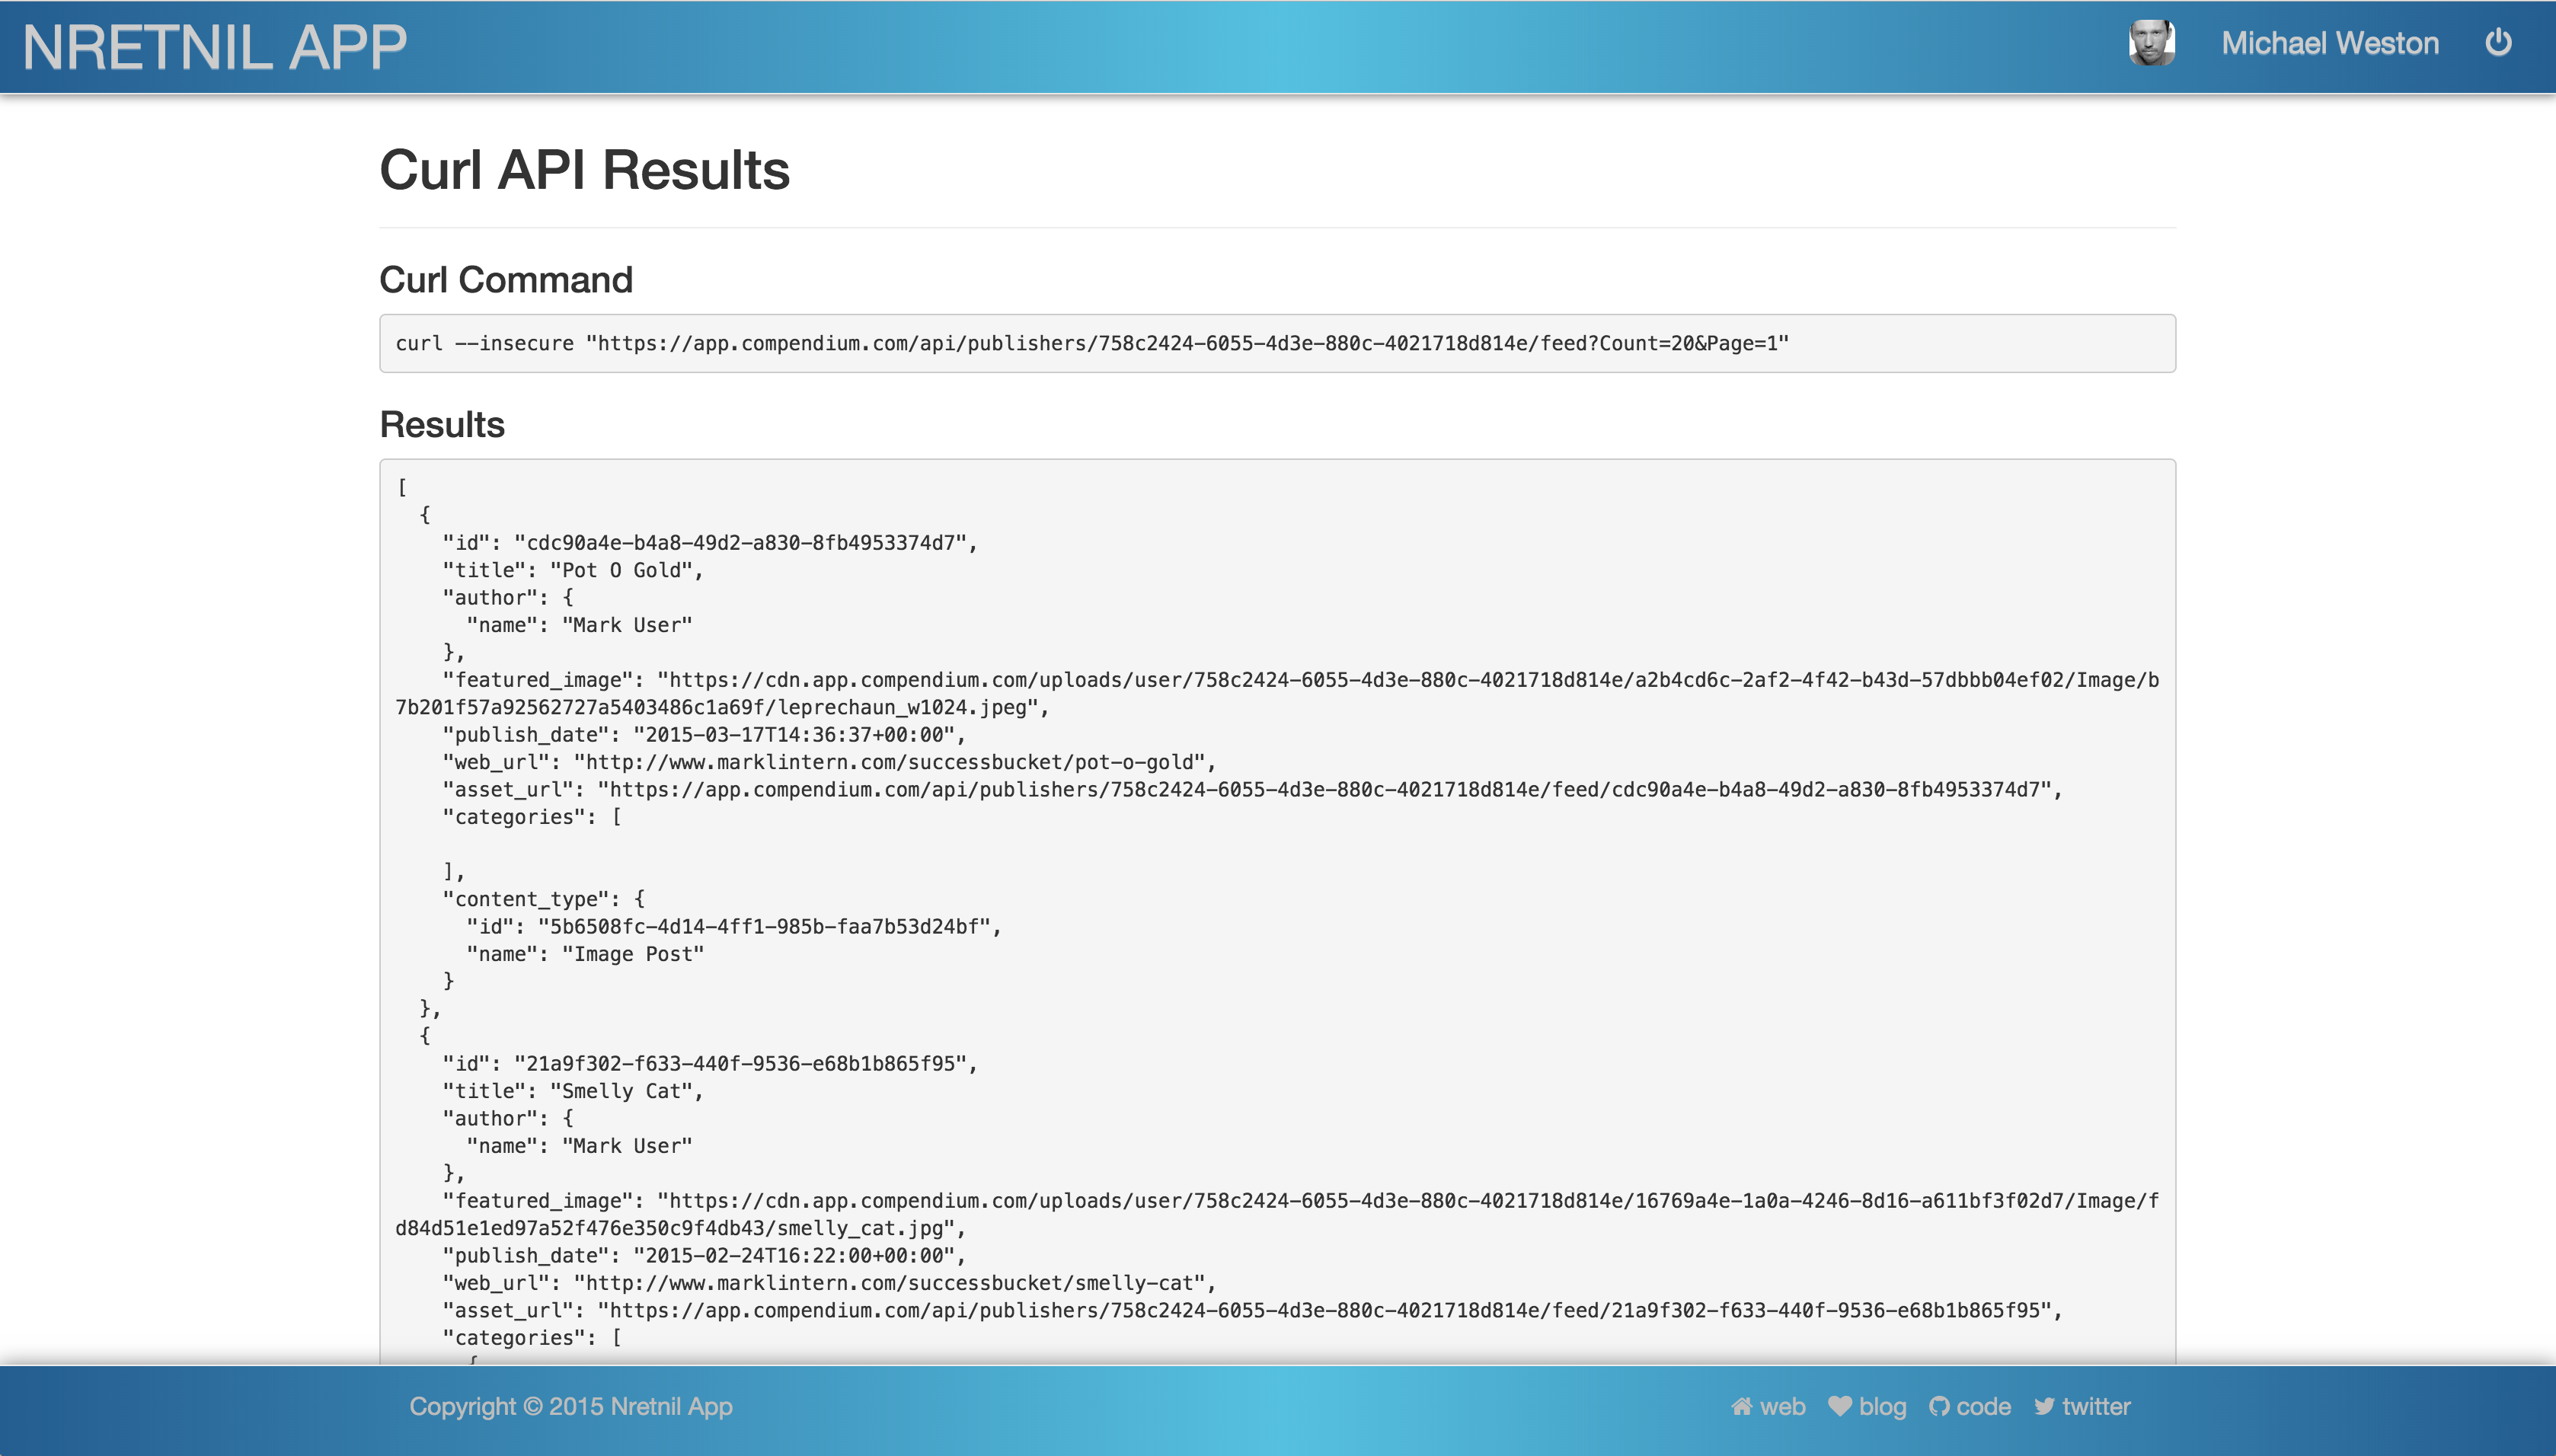 NRETNIL APP
Michael Weston
Curl API Results
Curl Command
curl --insecure "https://app.compendium.com/api/publishers/758c2424-6055-4d3e-880c-4021718d814e/feed?Count=20&Page=1"
Results
[
  {
    "id": "cdc90a4e-b4a8-49d2-a830-8fb4953374d7",
    "title": "Pot O Gold",
    "author": {
      "name": "Mark User"
    },
    "featured_image": "https://cdn.app.compendium.com/uploads/user/758c2424-6055-4d3e-880c-4021718d814e/a2b4cd6c-2af2-4f42-b43d-57dbbb04ef02/Image/b
7b201f57a92562727a5403486c1a69f/leprechaun_w1024.jpeg",
    "publish_date": "2015-03-17T14:36:37+00:00",
    "web_url": "http://www.marklintern.com/successbucket/pot-o-gold",
    "asset_url": "https://app.compendium.com/api/publishers/758c2424-6055-4d3e-880c-4021718d814e/feed/cdc90a4e-b4a8-49d2-a830-8fb4953374d7",
    "categories": [
    ],
    "content_type": {
      "id": "5b6508fc-4d14-4ff1-985b-faa7b53d24bf",
      "name": "Image Post"
    }
  },
  {
    "id": "21a9f302-f633-440f-9536-e68b1b865f95",
    "title": "Smelly Cat",
    "author": {
      "name": "Mark User"
    },
    "featured_image": "https://cdn.app.compendium.com/uploads/user/758c2424-6055-4d3e-880c-4021718d814e/16769a4e-1a0a-4246-8d16-a611bf3f02d7/Image/f
d84d51e1ed97a52f476e350c9f4db43/smelly_cat.jpg",
    "publish_date": "2015-02-24T16:22:00+00:00",
    "web_url": "http://www.marklintern.com/successbucket/smelly-cat",
    "asset_url": "https://app.compendium.com/api/publishers/758c2424-6055-4d3e-880c-4021718d814e/feed/21a9f302-f633-440f-9536-e68b1b865f95",
    "categories": [
      {
Copyright © 2015 Nretnil App
web blog code twitter